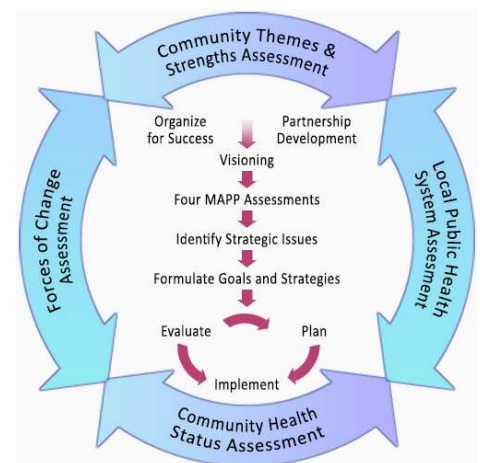 Community Themes &
Strengths Assessment
Organize
for Success
Partnership
Development
Visioning
Four MAPP Assessments
Identify Strategic Issues
Formulate Goals and Strategies
Evaluate
Plan
Implement
Forces of Change
Assessment
Local Public Health
System Assesment
Community Health
Status Assessment